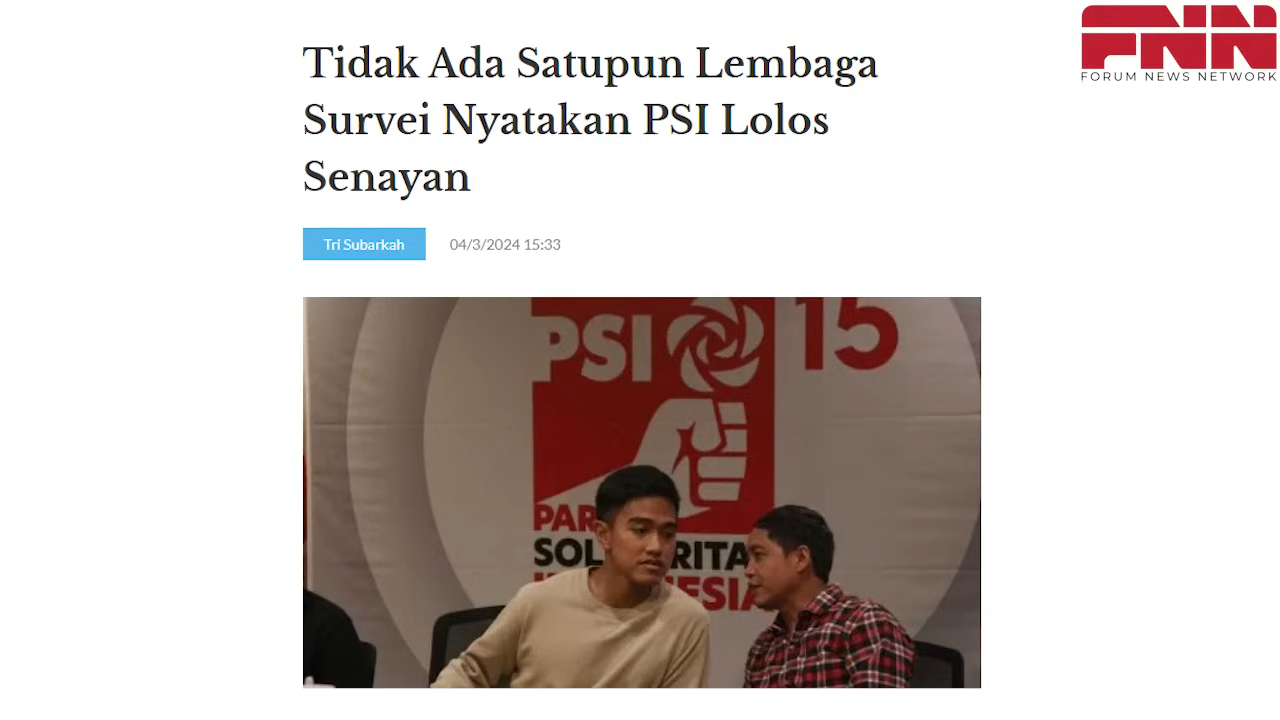 FNN
FORUM NEWS NETWORK
Tidak Ada Satupun Lembaga
Survei Nyatakan PSI Lolos
Senayan
Tri Subarkah
04/3/2024 15:33
PSI 15
PAR
SOL RITA
ESIA